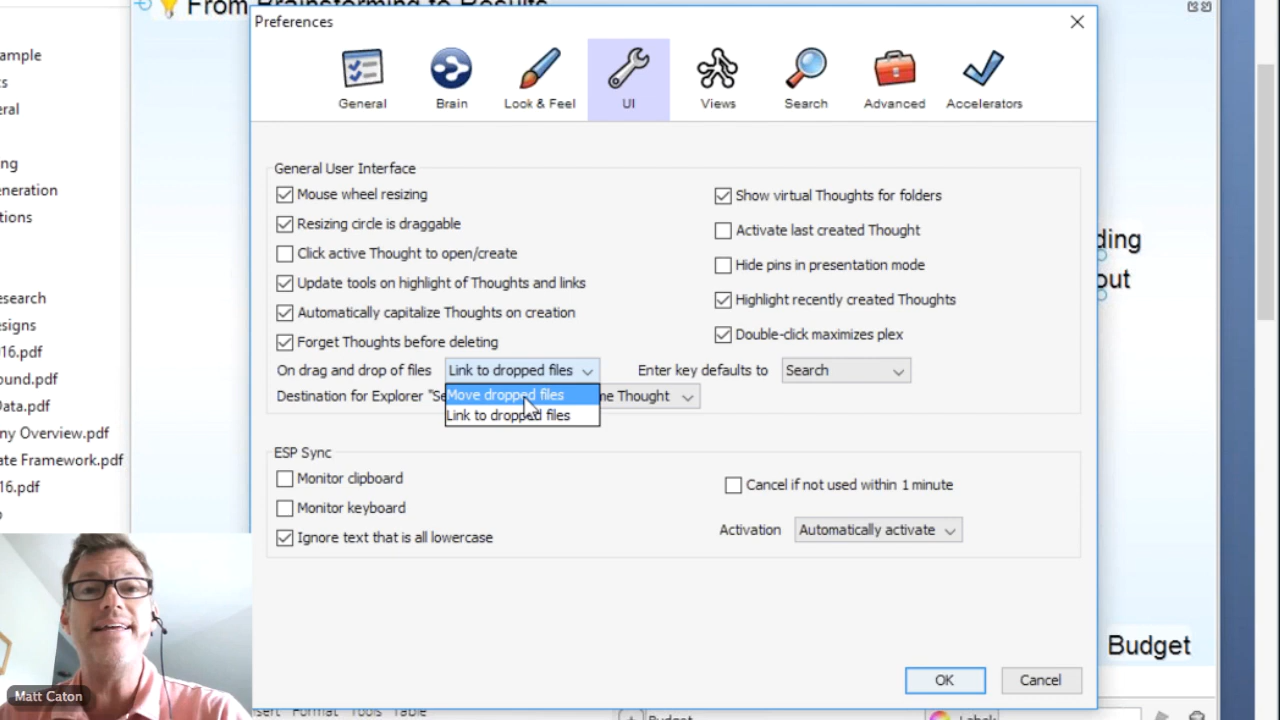 From Brainstorming to Results
Preferences
General
Brain
Look & Feel
UI
Views
Search
Advanced
Accelerators
ample
s
eral
ng
eneration
tions
esearch
esigns
16.pdf
ound.pdf
Data.pdf
ny Overview.pdf
ate Framework.pdf
16.pdf
General User Interface
Mouse wheel resizing
Resizing circle is draggable
Click active Thought to open/create
Update tools on highlight of Thoughts and links
Automatically capitalize Thoughts on creation
Forget Thoughts before deleting
Show virtual Thoughts for folders
Activate last created Thought
Hide pins in presentation mode
Highlight recently created Thoughts
Double-click maximizes plex
On drag and drop of files Link to dropped files
Enter key defaults to Search
Move dropped files
Link to dropped files
Destination for Explorer "Se
me Thought
ESP Sync
Monitor clipboard
Monitor keyboard
Ignore text that is all lowercase
Cancel if not used within 1 minute
Activation Automatically activate
OK
Cancel
ding
out
Budget
Matt Caton
nsert Format Tools Table
Budget
Labels